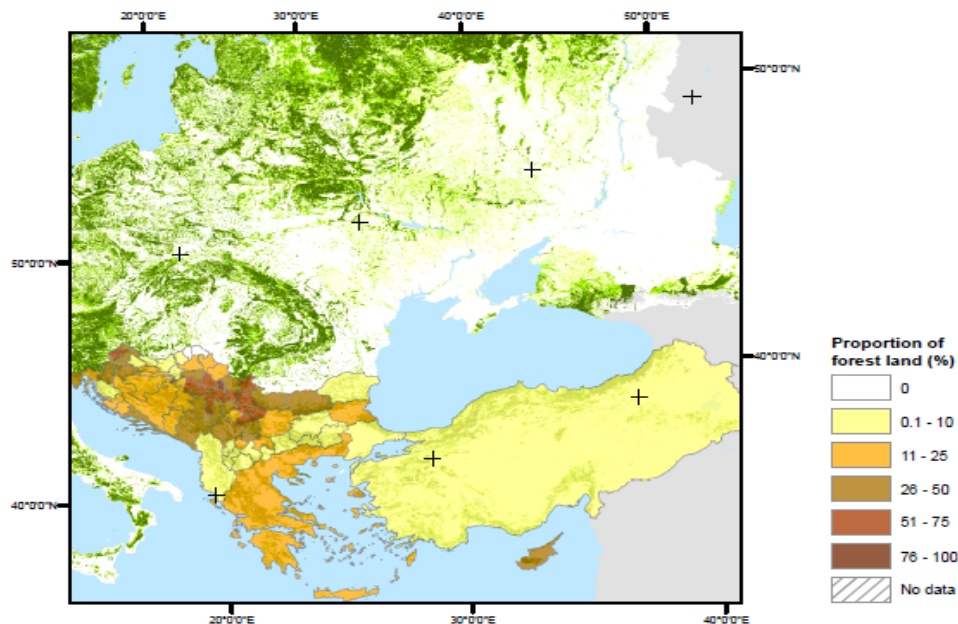 20°0'0"E 30°0'0"E 40°0'0"E 50°0'0"E
50°0'0"N
50°0'0"N
40°0'0"N
40°0'0"N
20°0'0"E 30°0'0"E 40°0'0"E
Proportion of
forest land (%)
0
0.1 - 10
11 - 25
26 - 50
51 - 75
76 - 100
No data